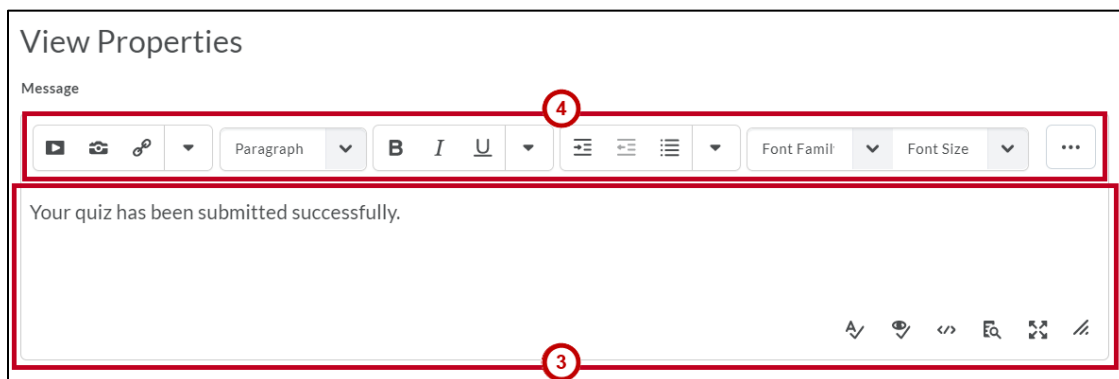 View Properties
Message
4
Paragraph B I U Font Famil Font Size ...
Your quiz has been submitted successfully.
3